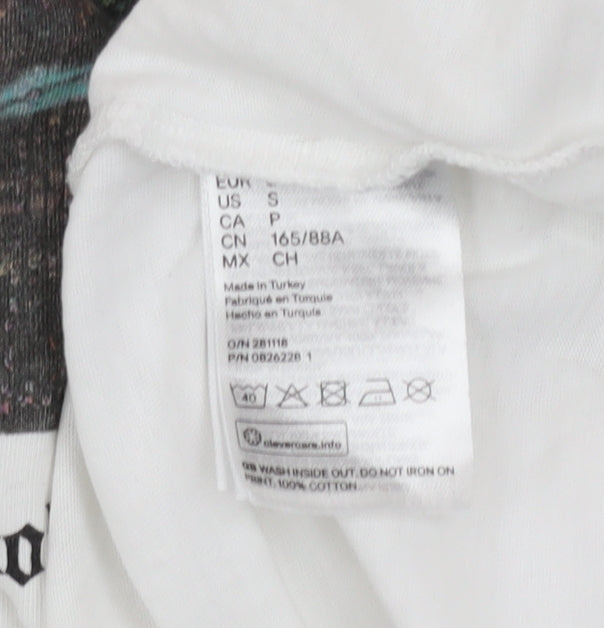 EUR
US S
CA P
CN 165/88A
MX CH
Made in Turkey
Fabriqué en Turquie
Hecho en Turquía
O/N 281118
P/N 0826228 1
40
clevercare.info
GB WASH INSIDE OUT. DO NOT IRON ON
PRINT. 100% COTTON